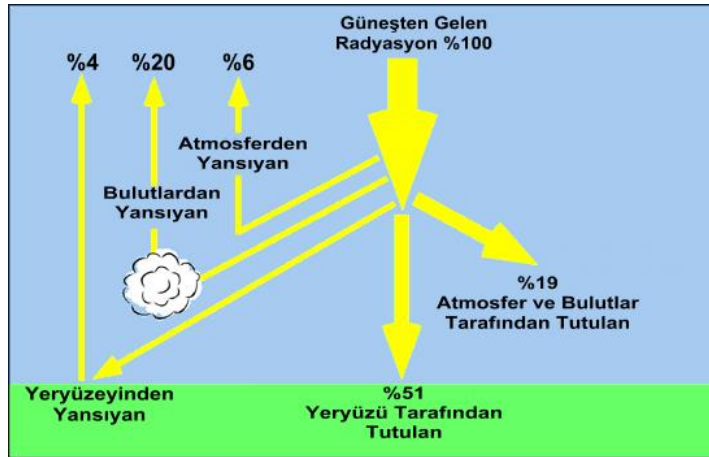 Güneşten Gelen
Radyasyon %100
%4
%20
%6
Atmosferden
Yansıyan
Bulutlardan
Yansıyan
%19
Atmosfer ve Bulutlar
Tarafından Tutulan
Yeryüzeyinden
Yansıyan
%51
Yeryüzü Tarafından
Tutulan